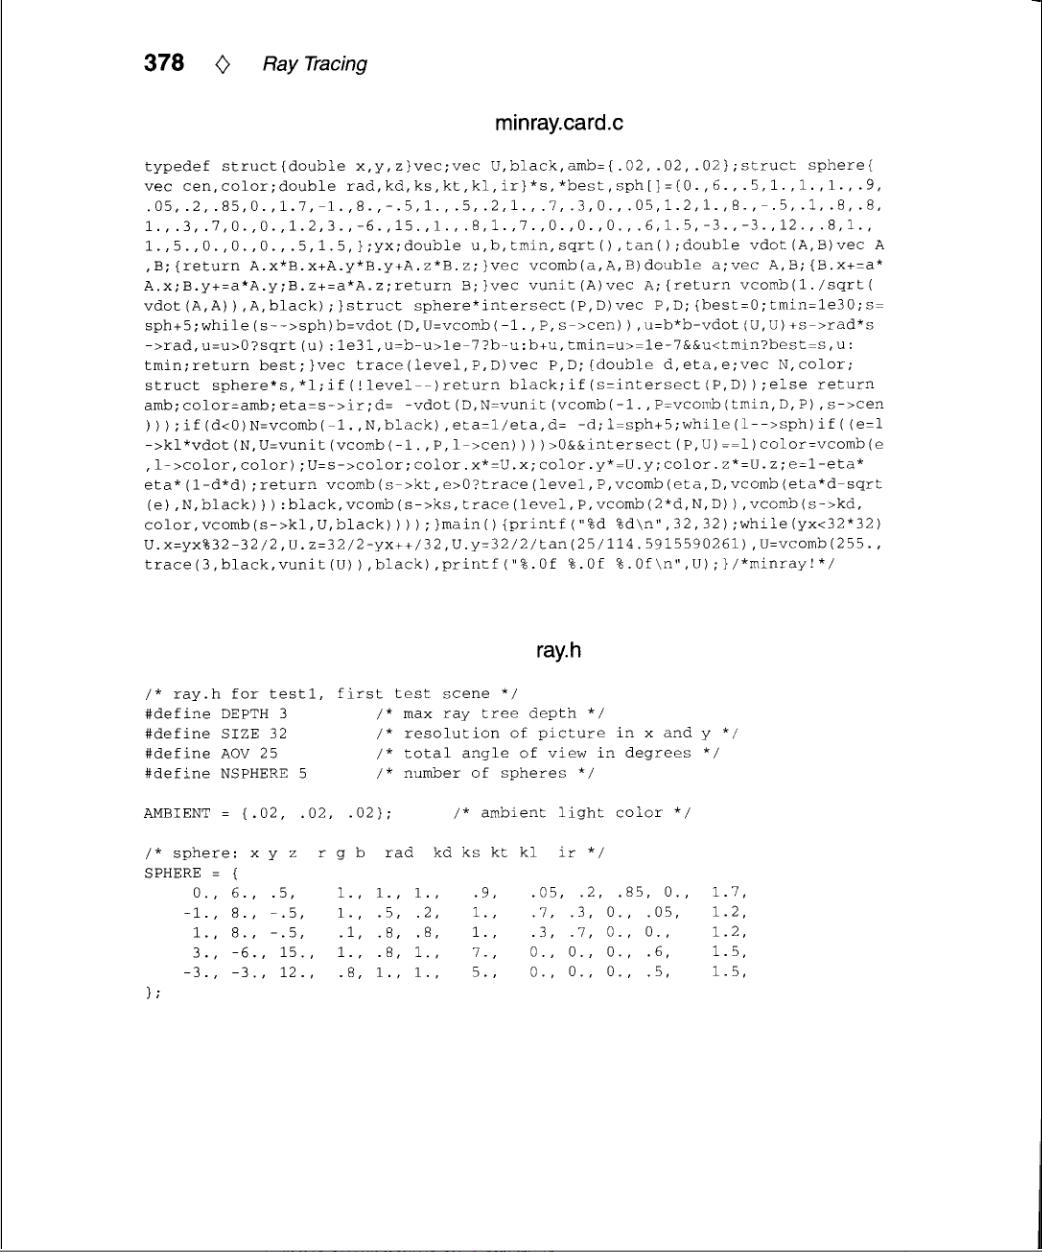 378 ◊ Ray Tracing
minray.card.c
typedef struct{double x,y,z}vec;vec U,black,amb={.02,.02,.02};struct sphere{
vec cen,color;double rad,kd,ks,kt,kl,ir}*s,*best,sph[]={0.,6.,.5,1.,1.,1.,.9,
.05,.2,.85,0.,1.7,-1.,8.,-.5,1.,.5,.2,1.,.7,.3,0.,.05,1.2,1.,8.,-.5,.1,.8,.8,
1.,.3,.7,0.,0.,1.2,3.,-6.,15.,1.,.8,1.,7.,0.,0.,0.,.6,1.5,-3.,-3.,12.,.8,1.,
1.,5.,0.,0.,0.,.5,1.5,};yx;double u,b,tmin,sqrt(),tan();double vdot(A,B)vec A
,B;{return A.x*B.x+A.y*B.y+A.z*B.z;}vec vcomb(a,A,B)double a;vec A,B;{B.x+=a*
A.x;B.y+=a*A.y;B.z+=a*A.z;return B;}vec vunit(A)vec A;{return vcomb(1./sqrt(
vdot(A,A)),A,black);}struct sphere*intersect(P,D)vec P,D;{best=0;tmin=1e30;s=
sph+5;while(s-->sph)b=vdot(D,U=vcomb(-1.,P,s->cen)),u=b*b-vdot(U,U)+s->rad*s
->rad,u=u>0?sqrt(u):1e31,u=b-u>1e-7?b-u:b+u,tmin=u>=1e-7&&u<tmin?best=s,u:
tmin;return best;}vec trace(level,P,D)vec P,D;{double d,eta,e;vec N,color;
struct sphere*s,*l;if(!level--)return black;if(s=intersect(P,D));else return
amb;color=amb;eta=s->ir;d= -vdot(D,N=vunit(vcomb(-1.,P=vcomb(tmin,D,P),s->cen
)));if(d<0)N=vcomb(-1.,N,black),eta=1/eta,d= -d;l=sph+5;while(l-->sph)if((e=l
->kl*vdot(N,U=vunit(vcomb(-1.,P,l->cen))))>0&&intersect(P,U)==l)color=vcomb(e
,l->color,color);U=s->color;color.x*=U.x;color.y*=U.y;color.z*=U.z;e=1-eta*
eta*(1-d*d);return vcomb(s->kt,e>0?trace(level,P,vcomb(eta,D,vcomb(eta*d-sqrt
(e),N,black))):black,vcomb(s->ks,trace(level,P,vcomb(2*d,N,D)),vcomb(s->kd,
color,vcomb(s->kl,U,black))));}main(){printf("%d %d\n",32,32);while(yx<32*32)
U.x=yx%32-32/2,U.z=32/2-yx++/32,U.y=32/2/tan(25/114.5915590261),U=vcomb(255.,
trace(3,black,vunit(U)),black),printf("%.0f %.0f %.0f\n",U);}/*minray!*/
ray.h
/* ray.h for test1, first test scene */
#define DEPTH 3 /* max ray tree depth */
#define SIZE 32 /* resolution of picture in x and y */
#define AOV 25 /* total angle of view in degrees */
#define NSPHERE 5 /* number of spheres */
AMBIENT = {.02, .02, .02}; /* ambient light color */
/* sphere: x y z r g b rad kd ks kt kl ir */
SPHERE = {
0., 6., .5, 1., 1., 1., .9, .05, .2, .85, 0., 1.7,
-1., 8., -.5, 1., .5, .2, 1., .7, .3, 0., .05, 1.2,
1., 8., -.5, .1, .8, .8, 1., .3, .7, 0., 0., 1.2,
3., -6., 15., 1., .8, 1., 7., 0., 0., 0., .6, 1.5,
-3., -3., 12., .8, 1., 1., 5., 0., 0., 0., .5, 1.5,
};